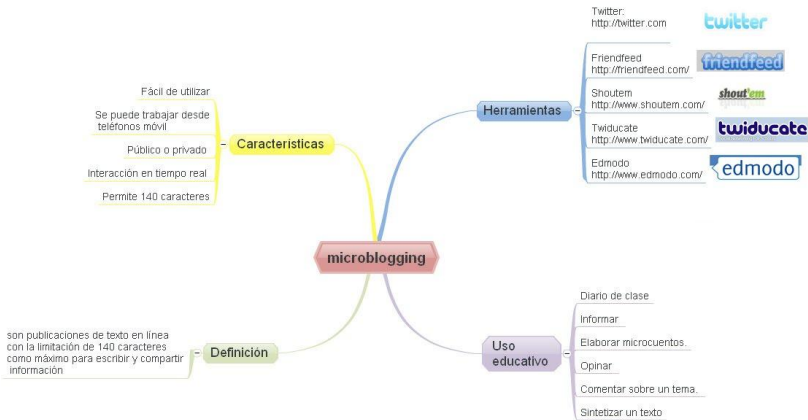 microblogging
Características
Fácil de utilizar
Se puede trabajar desde
teléfonos móvil
Público o privado
Interacción en tiempo real
Permite 140 caracteres
Definición
son publicaciones de texto en línea
con la limitación de 140 caracteres
como máximo para escribir y compartir
información
Herramientas
Twitter:
http://twitter.com
twitter
Friendfeed
http://friendfeed.com/
friendfeed
Shoutem
http://www.shoutem.com/
shout'em
Twiducate
http://www.twiducate.com/
twiducate
Edmodo
http://www.edmodo.com/
edmodo
Uso
educativo
Diario de clase
Informar
Elaborar microcuentos.
Opinar
Comentar sobre un tema.
Sintetizar un texto